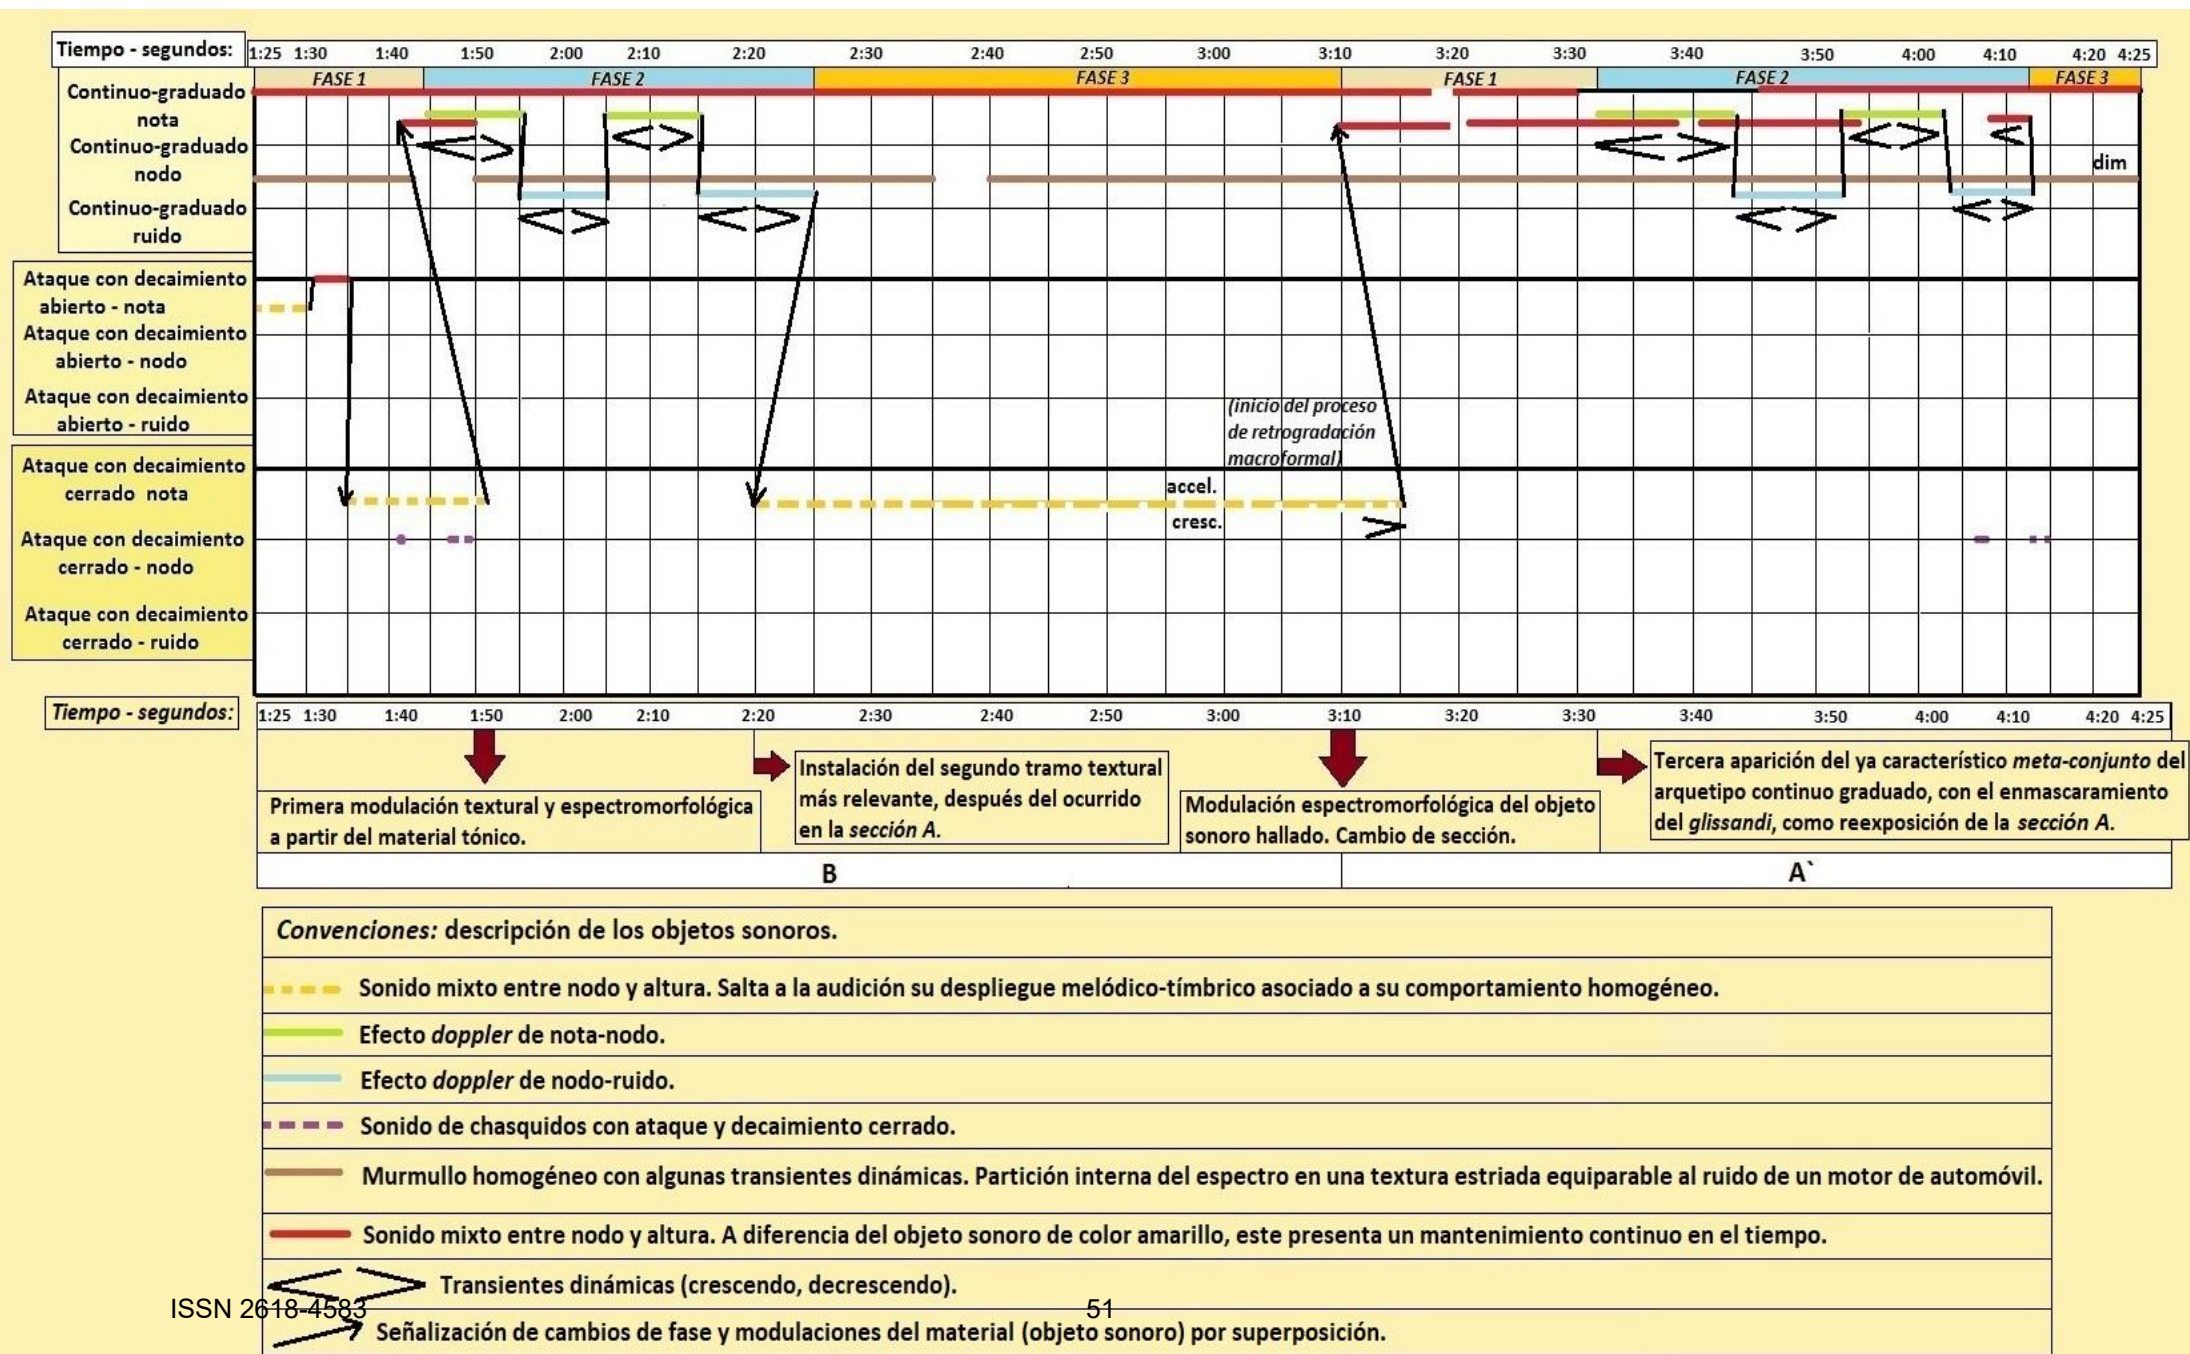 Tiempo - segundos: 1:25 1:30 1:40 1:50 2:00 2:10 2:20 2:30 2:40 2:50 3:00 3:10 3:20 3:30 3:40 3:50 4:00 4:10 4:20 4:25
FASE 1 FASE 2 FASE 3 FASE 1 FASE 2 FASE 3
Continuo-graduado
nota
Continuo-graduado
nodo
dim
Continuo-graduado
ruido
Ataque con decaimiento
abierto - nota
Ataque con decaimiento
abierto - nodo
Ataque con decaimiento
abierto - ruido
(inicio del proceso
de retrogradación
macroformal)
Ataque con decaimiento
cerrado nota
accel.
cresc.
Ataque con decaimiento
cerrado - nodo
Ataque con decaimiento
cerrado - ruido
Tiempo - segundos: 1:25 1:30 1:40 1:50 2:00 2:10 2:20 2:30 2:40 2:50 3:00 3:10 3:20 3:30 3:40 3:50 4:00 4:10 4:20 4:25
Primera modulación textural y espectromorfológica
a partir del material tónico.
Instalación del segundo tramo textural
más relevante, después del ocurrido
en la sección A.
Modulación espectromorfológica del objeto
sonoro hallado. Cambio de sección.
Tercera aparición del ya característico meta-conjunto del
arquetipo continuo graduado, con el enmascaramiento
del glissandi, como reexposición de la sección A.
B A`
Convenciones: descripción de los objetos sonoros.
Sonido mixto entre nodo y altura. Salta a la audición su despliegue melódico-tímbrico asociado a su comportamiento homogéneo.
Efecto doppler de nota-nodo.
Efecto doppler de nodo-ruido.
Sonido de chasquidos con ataque y decaimiento cerrado.
Murmullo homogéneo con algunas transientes dinámicas. Partición interna del espectro en una textura estriada equiparable al ruido de un motor de automóvil.
Sonido mixto entre nodo y altura. A diferencia del objeto sonoro de color amarillo, este presenta un mantenimiento continuo en el tiempo.
Transientes dinámicas (crescendo, decrescendo).
ISSN 2618-4583 51
Señalización de cambios de fase y modulaciones del material (objeto sonoro) por superposición.